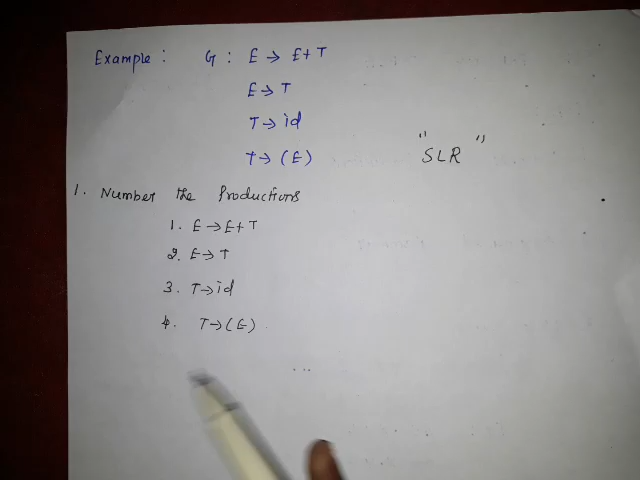 Example : G : E → E+T
E → T
T → id
T → (E)
" SLR "
1. Number the Productions
1. E → E+T
2. E → T
3. T → id
4. T → (E)